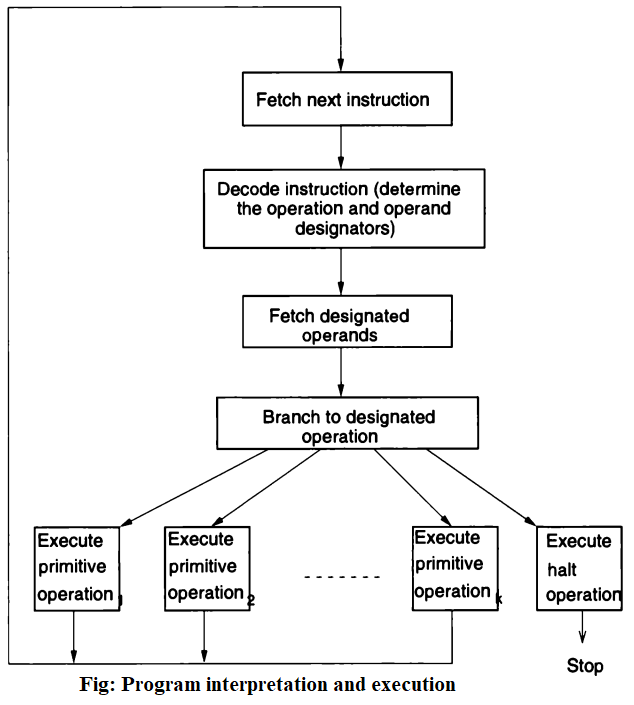 Fetch next instruction
Decode instruction (determine
the operation and operand
designators)
Fetch designated
operands
Branch to designated
operation
Execute
primitive
operation1
Execute
primitive
operation2
--------
Execute
primitive
operationk
Execute
halt
operation
Stop
Fig: Program interpretation and execution